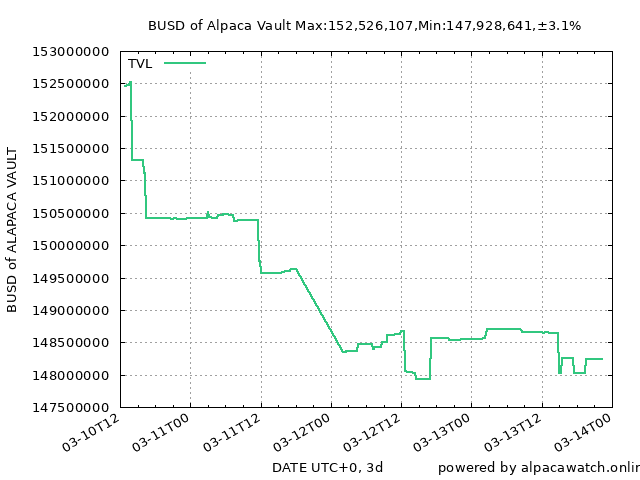 BUSD of Alpaca Vault Max:152,526,107,Min:147,928,641,±3.1%
TVL
153000000
152500000
152000000
151500000
151000000
150500000
150000000
149500000
149000000
148500000
148000000
147500000
BUSD of ALAPACA VAULT
03-10T12
03-11T00
03-11T12
03-12T00
03-12T12
03-13T00
03-13T12
03-14T00
DATE UTC+0, 3d
powered by alpacawatch.onlin